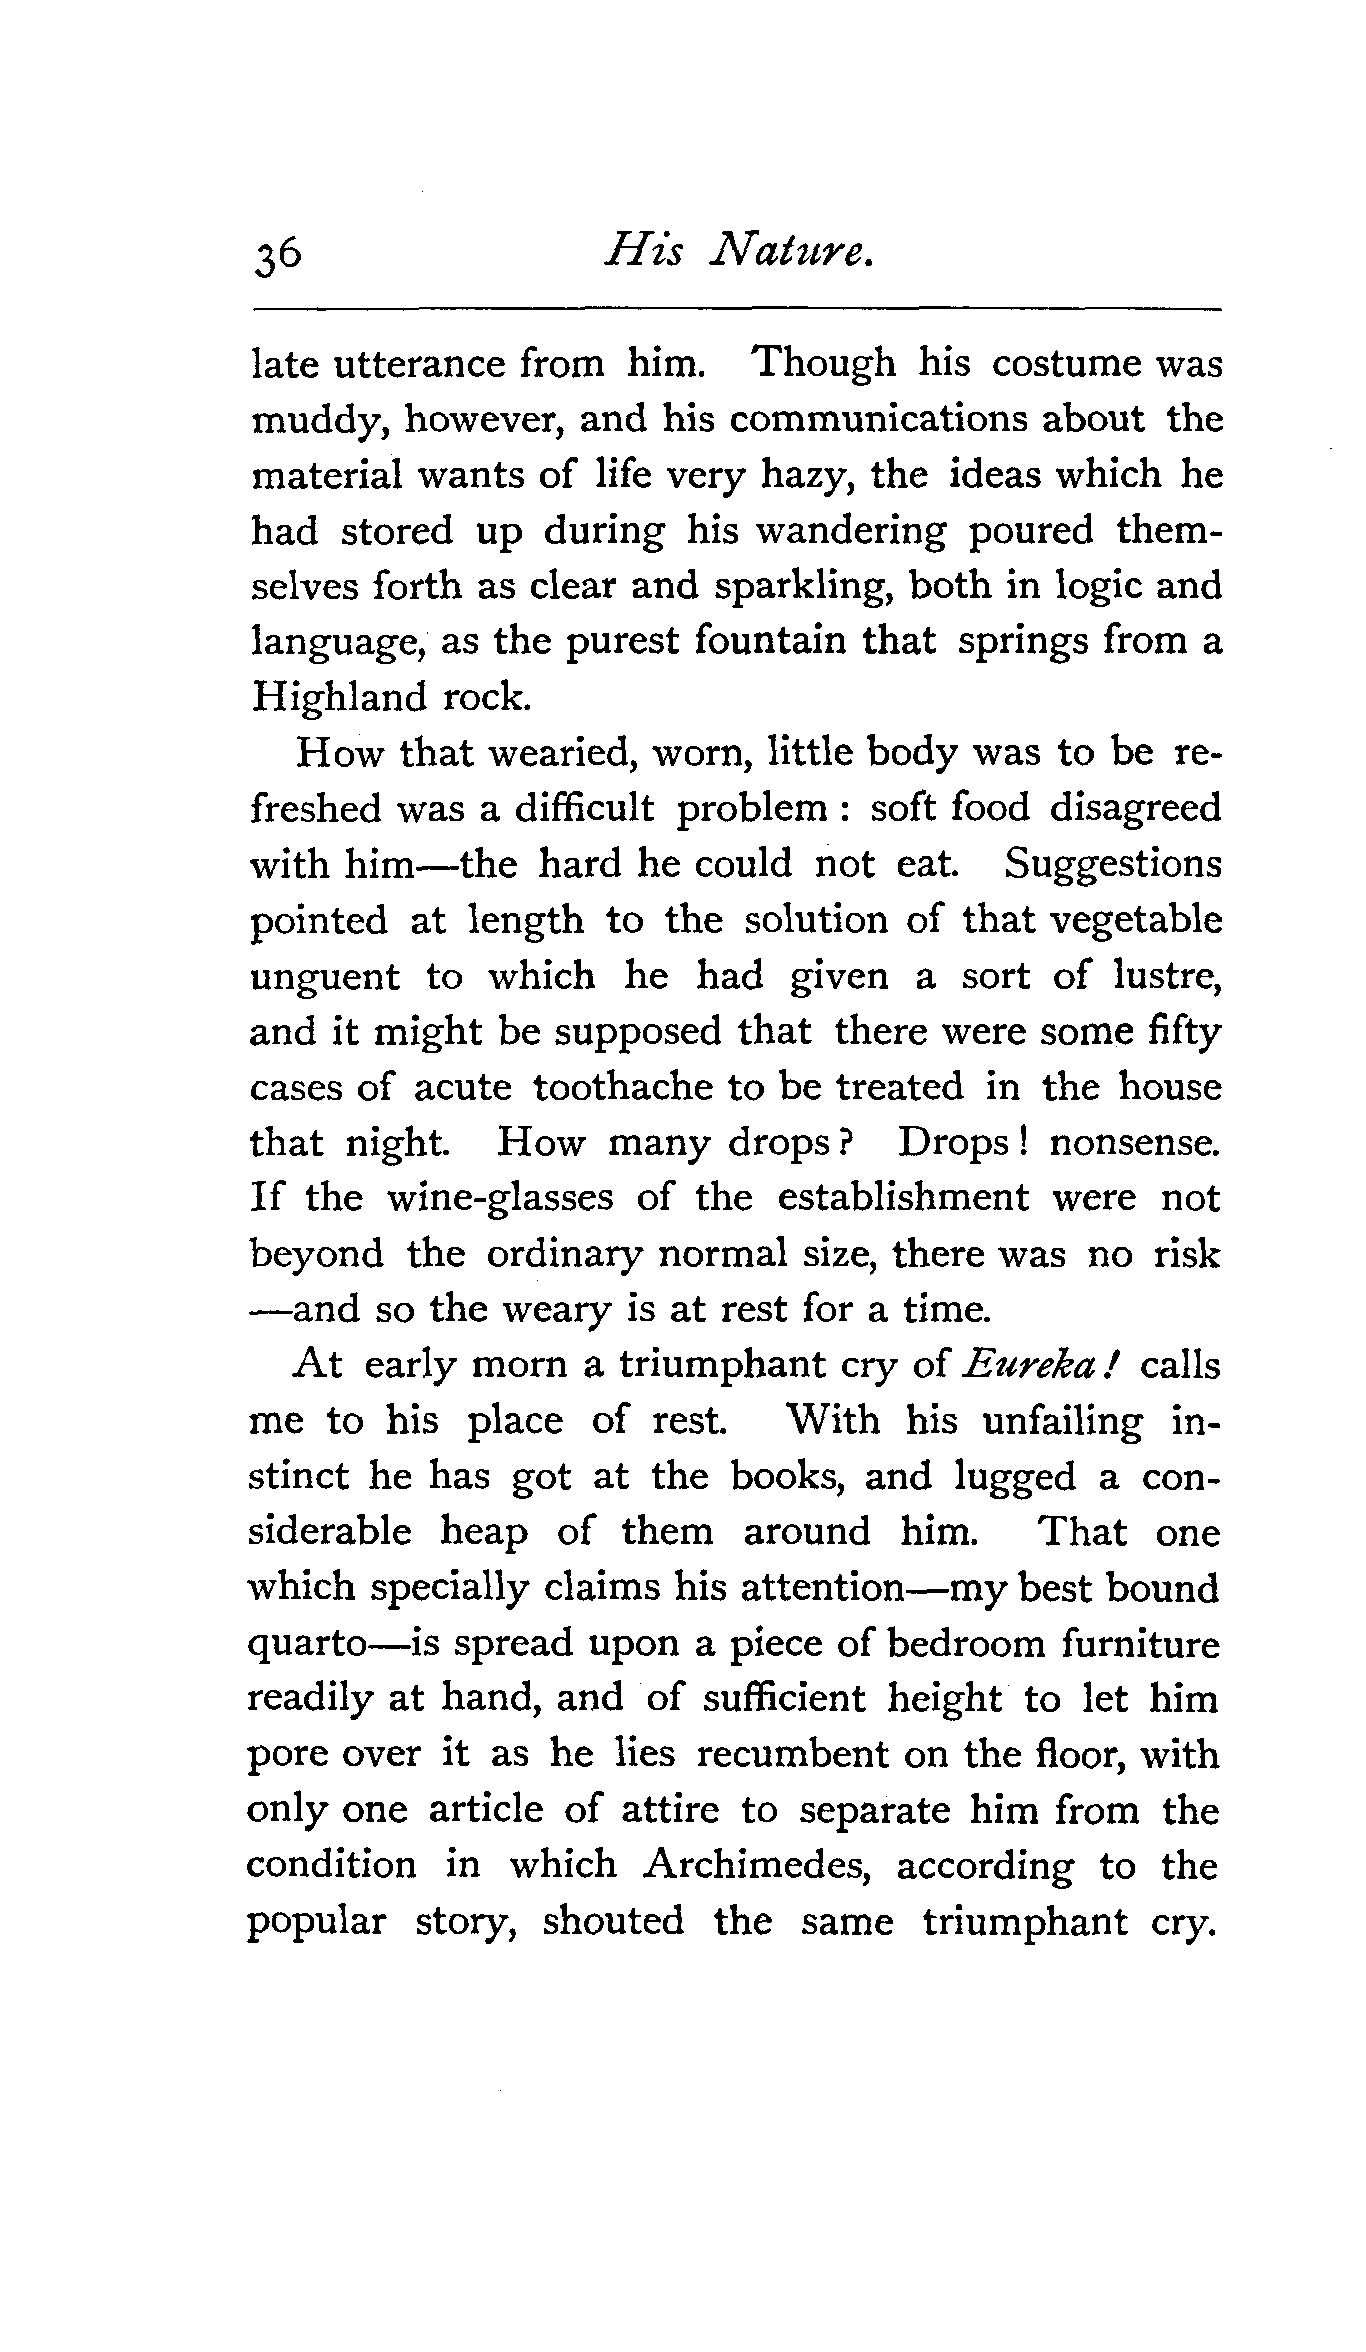 36 His Nature.
late utterance from him. Though his costume was
muddy, however, and his communications about the
material wants of life very hazy, the ideas which he
had stored up during his wandering poured them-
selves forth as clear and sparkling, both in logic and
language, as the purest fountain that springs from a
Highland rock.
How that wearied, worn, little body was to be re-
freshed was a difficult problem : soft food disagreed
with him—the hard he could not eat. Suggestions
pointed at length to the solution of that vegetable
unguent to which he had given a sort of lustre,
and it might be supposed that there were some fifty
cases of acute toothache to be treated in the house
that night. How many drops ? Drops ! nonsense.
If the wine-glasses of the establishment were not
beyond the ordinary normal size, there was no risk
—and so the weary is at rest for a time.
At early morn a triumphant cry of Eureka ! calls
me to his place of rest. With his unfailing in-
stinct he has got at the books, and lugged a con-
siderable heap of them around him. That one
which specially claims his attention—my best bound
quarto—is spread upon a piece of bedroom furniture
readily at hand, and of sufficient height to let him
pore over it as he lies recumbent on the floor, with
only one article of attire to separate him from the
condition in which Archimedes, according to the
popular story, shouted the same triumphant cry.